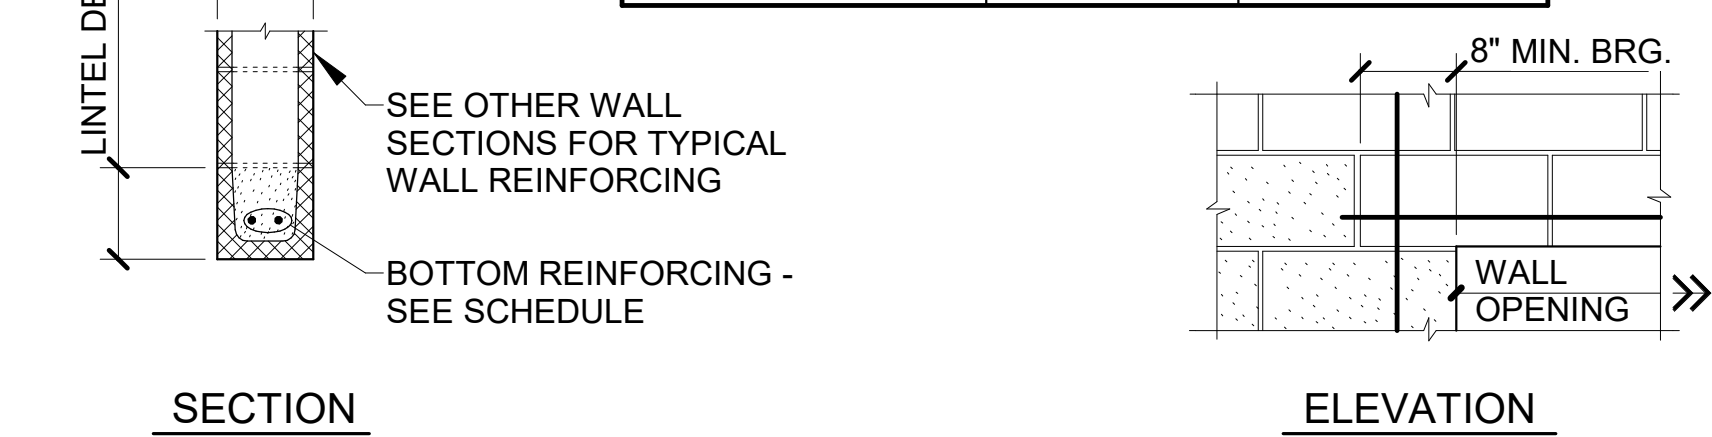 LINTEL
SEE OTHER WALL
SECTIONS FOR TYPICAL
WALL REINFORCING
BOTTOM REINFORCING -
SEE SCHEDULE
SECTION
8" MIN. BRG.
WALL
OPENING
ELEVATION